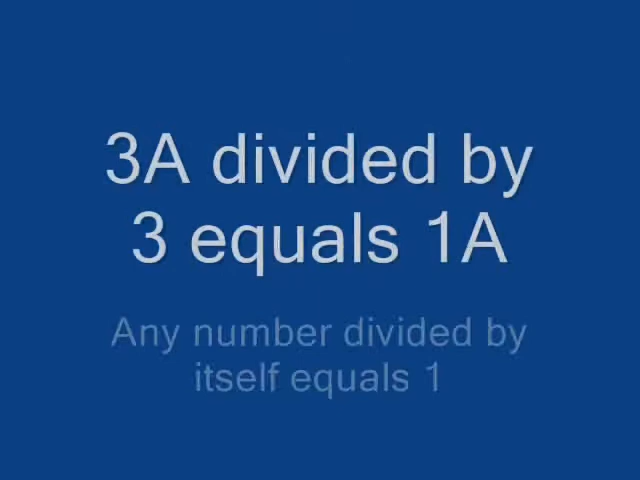 3A divided by
3 equals 1A
Any number divided by
itself equals 1